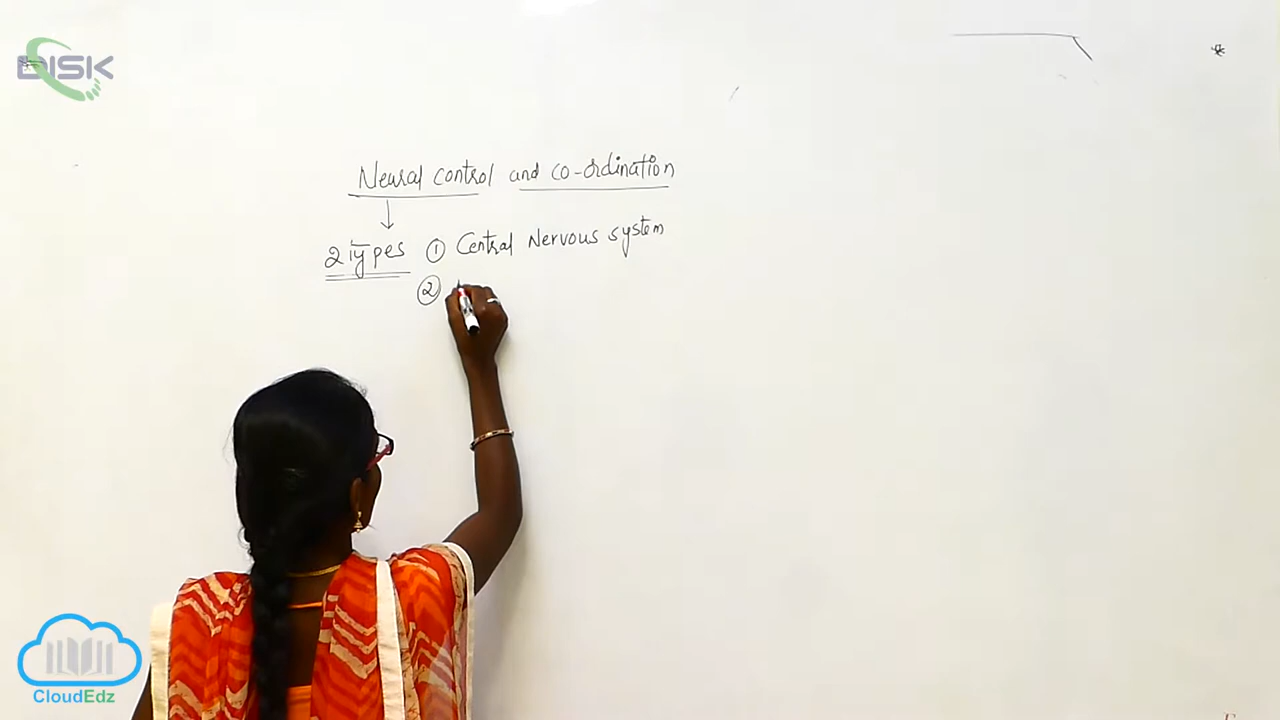 DISK
Neural control and co-ordination
2 Types ① Central Nervous system
②
CloudEdz